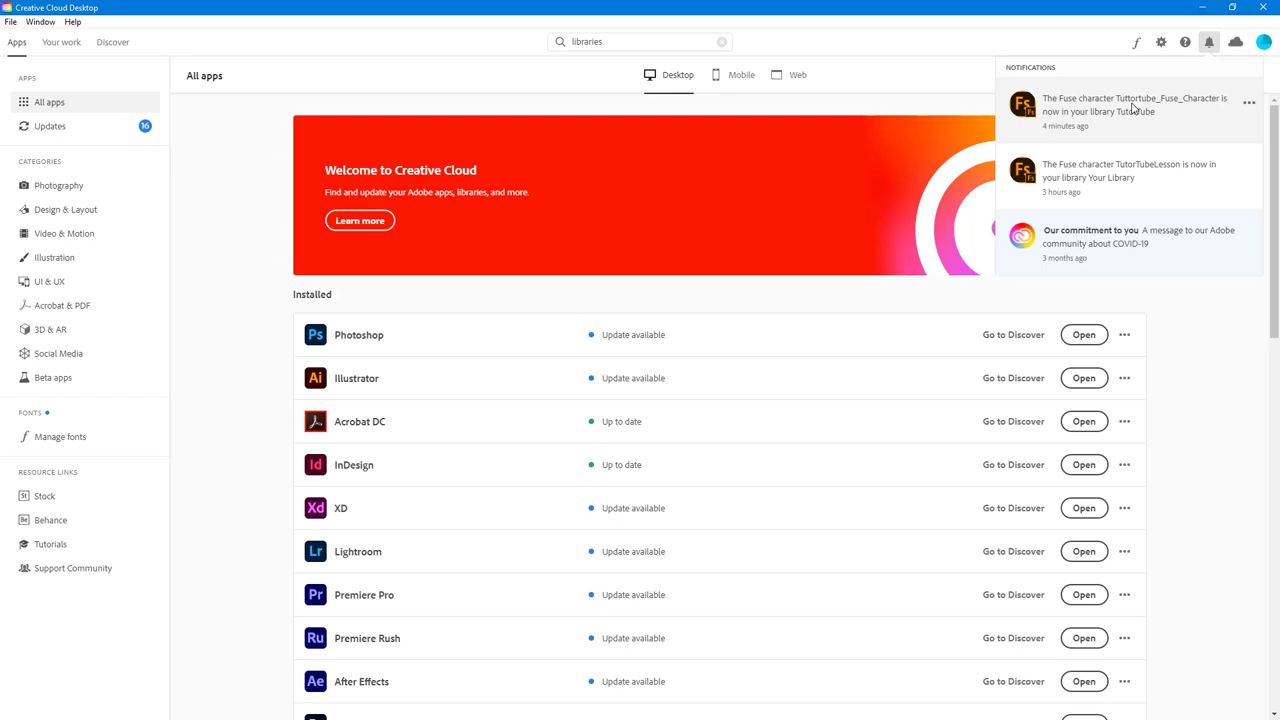 Creative Cloud Desktop
File Window Help
Apps Your work Discover
libraries
APPS
All apps
Updates 16
CATEGORIES
Photography
Design & Layout
Video & Motion
Illustration
UI & UX
Acrobat & PDF
3D & AR
Social Media
Beta apps
FONTS
Manage fonts
RESOURCE LINKS
St Stock
Be Behance
Tutorials
Support Community
All apps
Desktop Mobile Web
Welcome to Creative Cloud
Find and update your Adobe apps, libraries, and more.
Learn more
NOTIFICATIONS
Fs Fs The Fuse character Tuttortube_Fuse_Character is
now in your library TutorTube
4 minutes ago
Fs Fs The Fuse character TutorTubeLesson is now in
your library Your Library
3 hours ago
Our commitment to you A message to our Adobe
community about COVID-19
3 months ago
Installed
Ps Photoshop Update available Go to Discover Open
Ai Illustrator Update available Go to Discover Open
Acrobat DC Up to date Go to Discover Open
Id InDesign Up to date Go to Discover Open
Xd XD Update available Go to Discover Open
Lr Lightroom Update available Go to Discover Open
Pr Premiere Pro Update available Go to Discover Open
Ru Premiere Rush Update available Go to Discover Open
Ae After Effects Update available Go to Discover Open